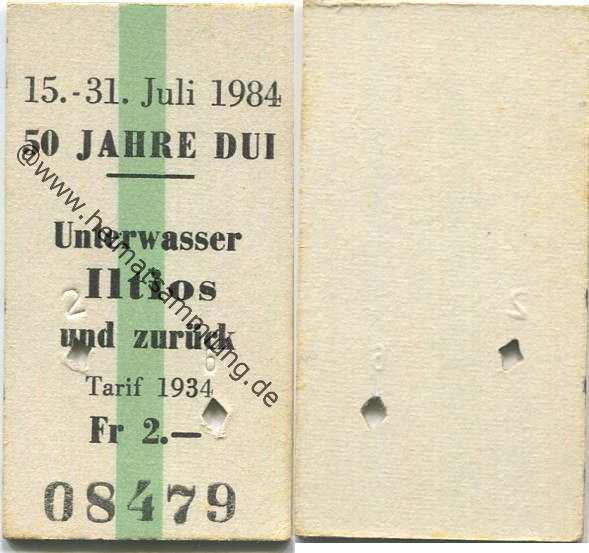 15.-31. Juli 1984
50 JAHRE DUI
Unterwasser
Iltios
und zurück
Tarif 1934
Fr 2.—
08479
@www.heimatsammlung.de